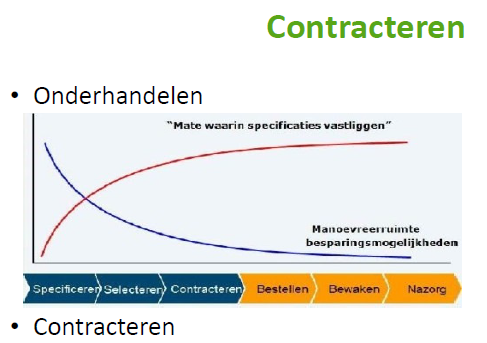 Contracteren
• Onderhandelen
“Mate waarin specificaties vastliggen”
Manoevreerruimte
besparingsmogelijkheden
Specificeren Selecteren Contracteren Bestellen Bewaken Nazorg
• Contracteren